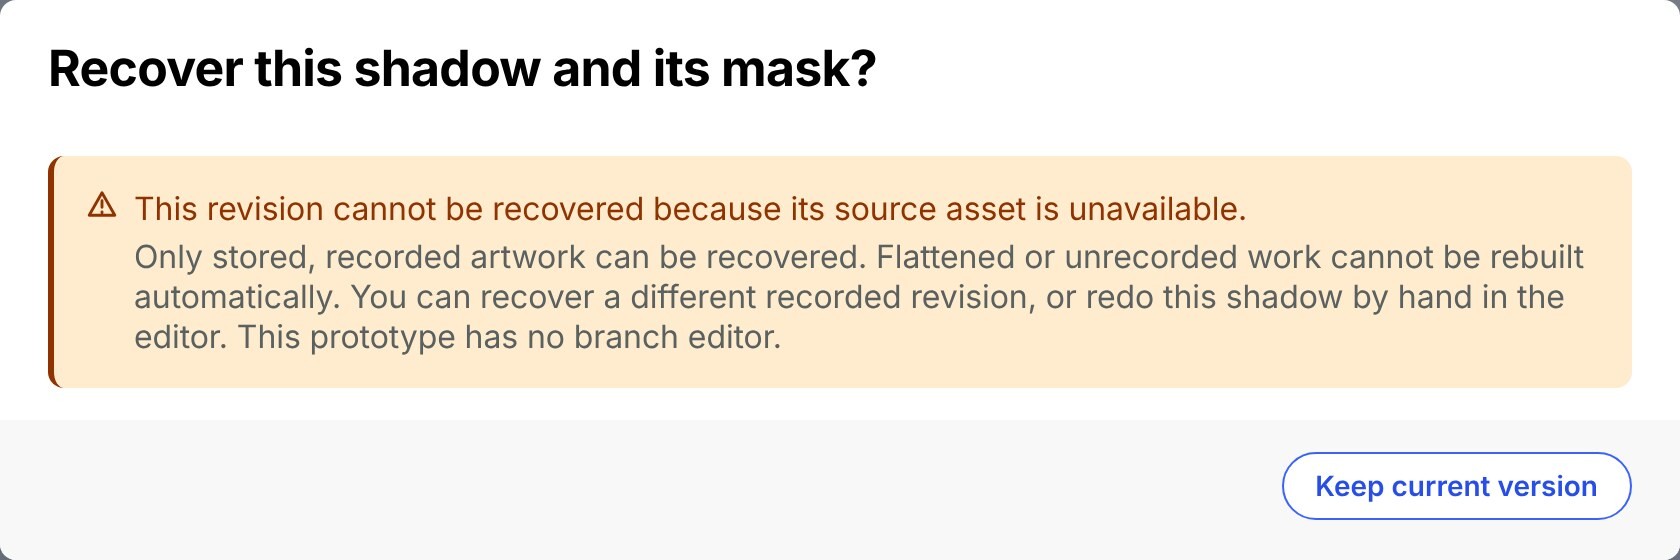 Recover this shadow and its mask?
This revision cannot be recovered because its source asset is unavailable.
Only stored, recorded artwork can be recovered. Flattened or unrecorded work cannot be rebuilt
automatically. You can recover a different recorded revision, or redo this shadow by hand in the
editor. This prototype has no branch editor.
Keep current version